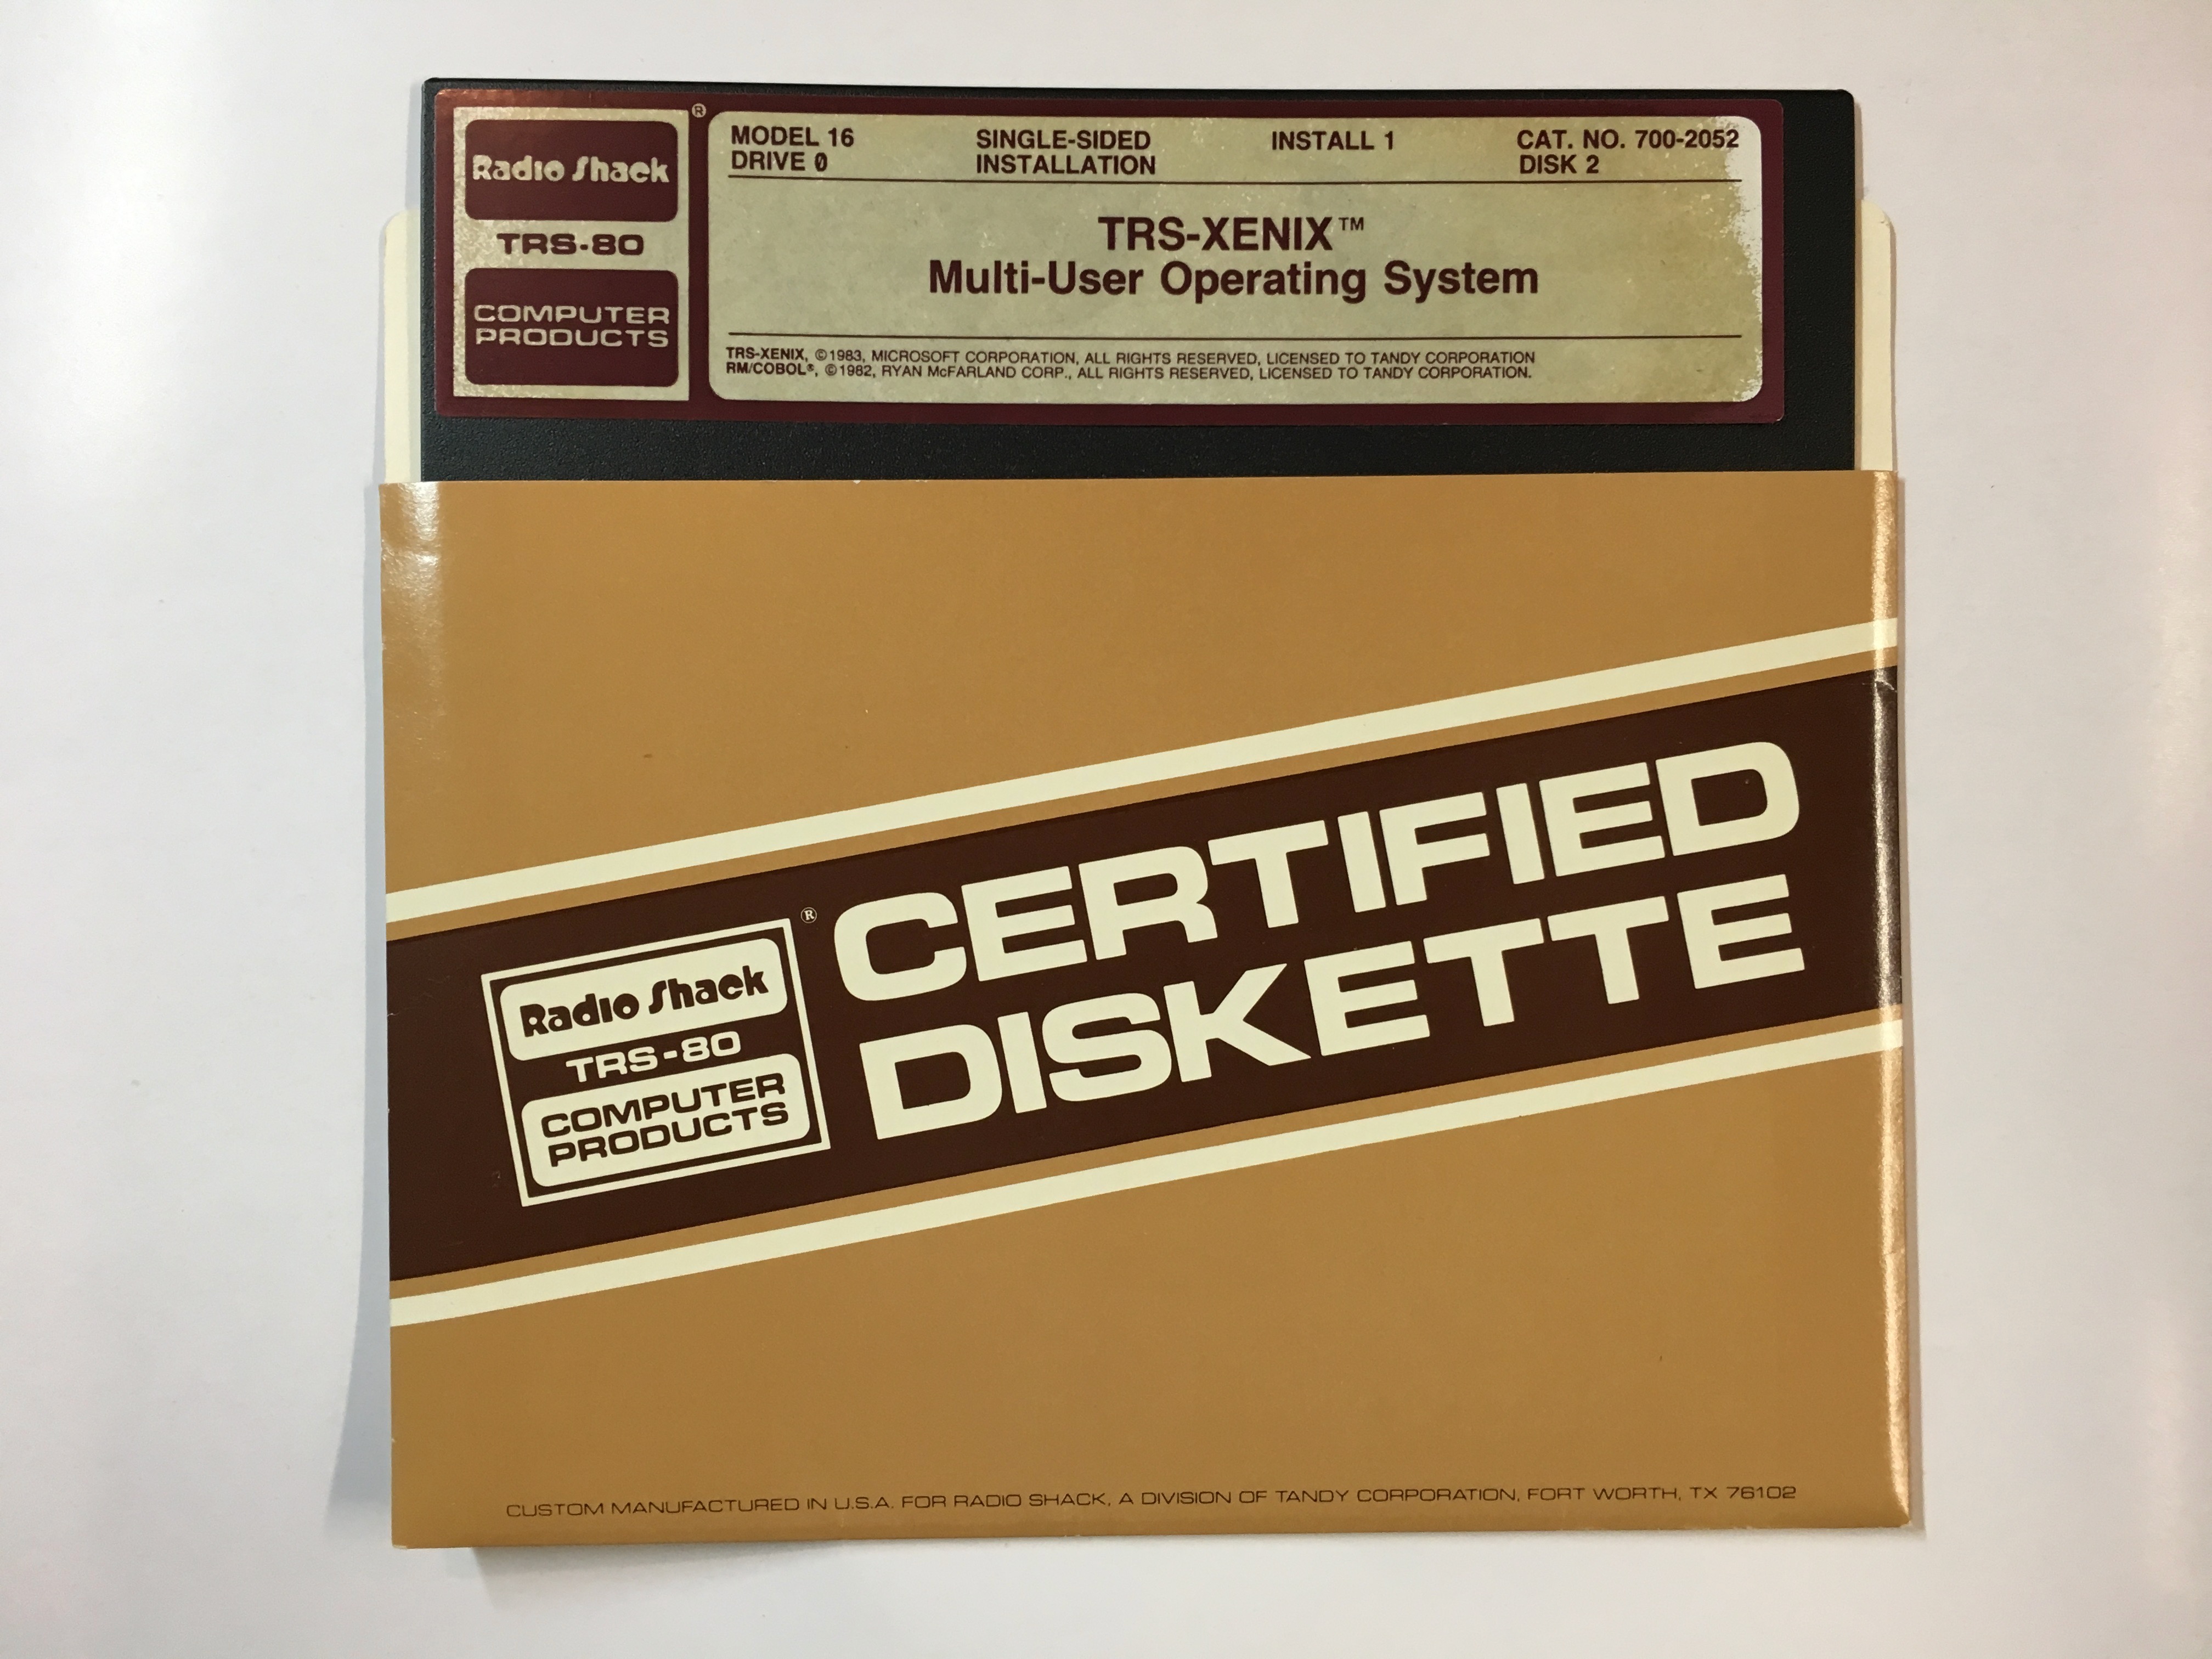 Radio Shack ®
TRS-80
COMPUTER
PRODUCTS
MODEL 16 SINGLE-SIDED INSTALL 1 CAT. NO. 700-2052
DRIVE 0 INSTALLATION DISK 2
TRS-XENIX™
Multi-User Operating System
TRS-XENIX, ©1983, MICROSOFT CORPORATION, ALL RIGHTS RESERVED, LICENSED TO TANDY CORPORATION
RM/COBOL®, ©1982, RYAN McFARLAND CORP., ALL RIGHTS RESERVED, LICENSED TO TANDY CORPORATION.
Radio Shack ®
TRS-80
COMPUTER
PRODUCTS
CERTIFIED
DISKETTE
CUSTOM MANUFACTURED IN U.S.A. FOR RADIO SHACK, A DIVISION OF TANDY CORPORATION, FORT WORTH, TX 76102